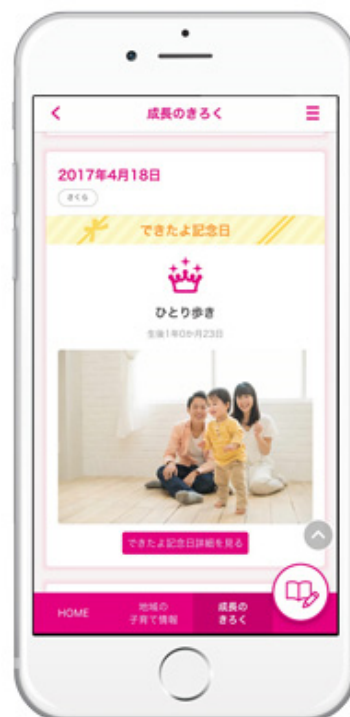 成長のきろく
2017年4月18日
さくら
できたよ記念日
ひとり歩き
生後1年0か月23日
できたよ記念日詳細を見る
HOME
地域の
子育て情報
成長の
きろく